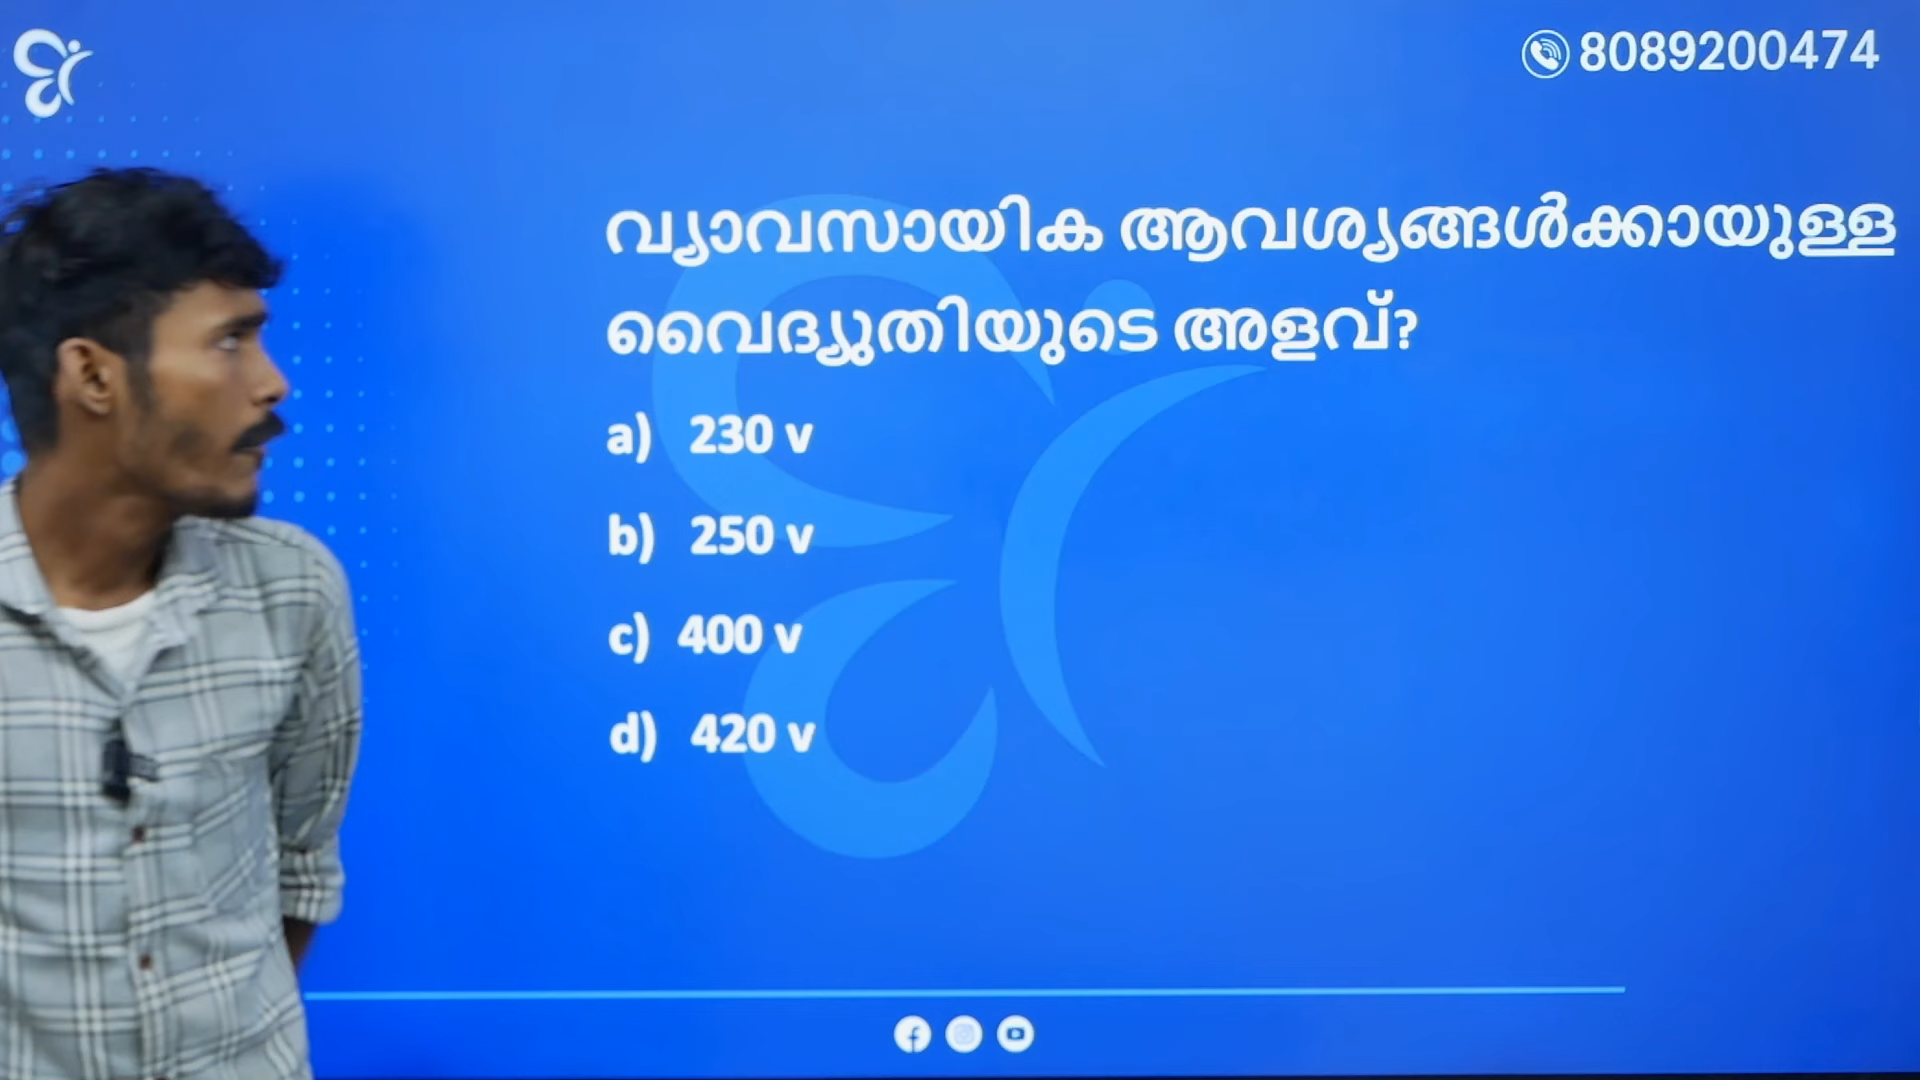 8089200474
വ്യാവസായിക ആവശ്യങ്ങൾക്കായുള്ള
വൈദ്യുതിയുടെ അളവ്?
a) 230 v
b) 250 v
c) 400 v
d) 420 v